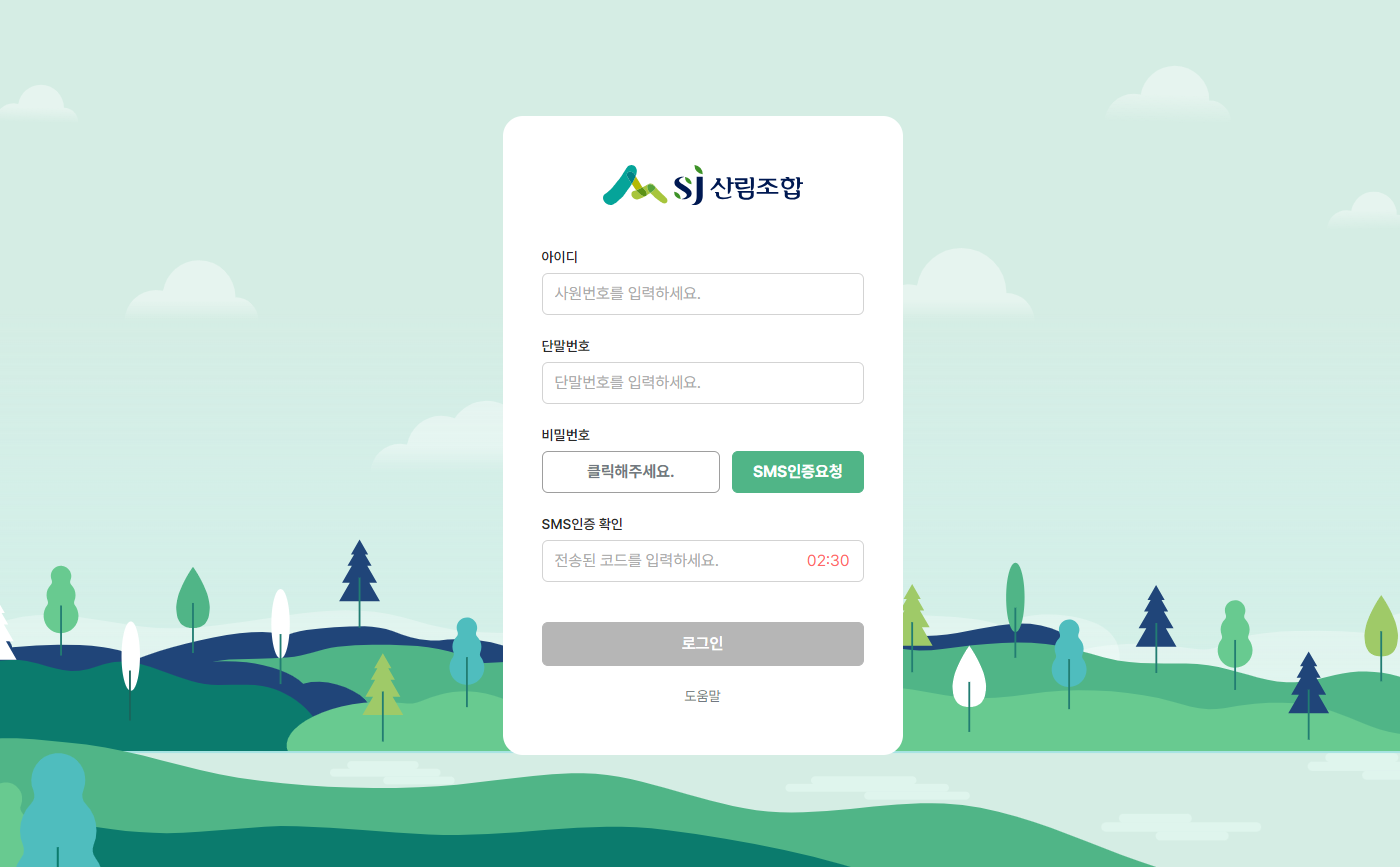 SJ 산림조합
아이디
사원번호를 입력하세요.
단말번호
단말번호를 입력하세요.
비밀번호
클릭해주세요. SMS인증요청
SMS인증 확인
전송된 코드를 입력하세요. 02:30
로그인
도움말